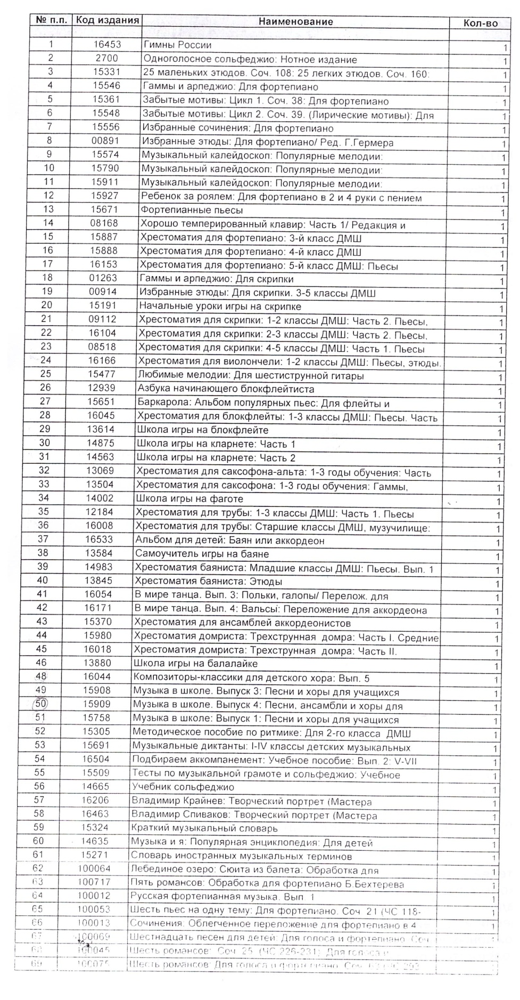 № п.п. Код издания Наименование Кол-во
1 16453 Гимны России 1
2 2700 Одноголосное сольфеджио: Нотное издание 1
3 15331 25 маленьких этюдов. Соч. 108: 25 легких этюдов. Соч. 160: 1
4 15546 Гаммы и арпеджио: Для фортепиано 1
5 15361 Забытые мотивы: Цикл 1. Соч. 38: Для фортепиано 1
6 15548 Забытые мотивы: Цикл 2. Соч. 39. (Лирические мотивы): Для 1
7 15556 Избранные сочинения: Для фортепиано 1
8 00891 Избранные этюды: Для фортепиано/ Ред. Г.Гермера 1
9 15574 Музыкальный калейдоскоп: Популярные мелодии: 1
10 15790 Музыкальный калейдоскоп: Популярные мелодии: 1
11 15911 Музыкальный калейдоскоп: Популярные мелодии: 1
12 15927 Ребенок за роялем: Для фортепиано в 2 и 4 руки с пением 1
13 15671 Фортепианные пьесы 1
14 08168 Хорошо темперированный клавир: Часть 1/ Редакция и 1
15 15887 Хрестоматия для фортепиано: 3-й класс ДМШ 1
16 15888 Хрестоматия для фортепиано: 4-й класс ДМШ 1
17 16153 Хрестоматия для фортепиано: 5-й класс ДМШ: Пьесы 1
18 01263 Гаммы и арпеджио: Для скрипки 1
19 00914 Избранные этюды: Для скрипки. 3-5 классы ДМШ 1
20 15191 Начальные уроки игры на скрипке 1
21 09112 Хрестоматия для скрипки: 1-2 классы ДМШ: Часть 2. Пьесы, 1
22 16104 Хрестоматия для скрипки: 2-3 классы ДМШ: Часть 2. Пьесы, 1
23 08518 Хрестоматия для скрипки: 4-5 классы ДМШ: Часть 1. Пьесы 1
24 16166 Хрестоматия для виолончели: 1-2 классы ДМШ: Пьесы, этюды. 1
25 15477 Любимые мелодии: Для шестиструнной гитары 1
26 12939 Азбука начинающего блокфлейтиста 1
27 15651 Баркарола: Альбом популярных пьес: Для флейты и 1
28 16045 Хрестоматия для блокфлейты: 1-3 классы ДМШ: Пьесы. Часть 1
29 13614 Школа игры на блокфлейте 1
30 14875 Школа игры на кларнете: Часть 1 1
31 14563 Школа игры на кларнете: Часть 2 1
32 13069 Хрестоматия для саксофона-альта: 1-3 годы обучения: Часть 1
33 13504 Хрестоматия для саксофона: 1-3 годы обучения: Гаммы, 1
34 14002 Школа игры на фаготе 1
35 12184 Хрестоматия для трубы: 1-3 классы ДМШ: Часть 1. Пьесы 1
36 16008 Хрестоматия для трубы: Старшие классы ДМШ, музучилище: 1
37 16533 Альбом для детей: Баян или аккордеон 1
38 13584 Самоучитель игры на баяне 1
39 14983 Хрестоматия баяниста: Младшие классы ДМШ: Пьесы. Вып. 1 1
40 13845 Хрестоматия баяниста: Этюды 1
41 16054 В мире танца. Вып. 3: Польки, галопы/ Перелож. для 1
42 16171 В мире танца. Вып. 4: Вальсы: Переложение для аккордеона 1
43 15370 Хрестоматия для ансамблей аккордеонистов 1
44 15980 Хрестоматия домриста: Трехструнная домра: Часть I. Средние 1
45 16018 Хрестоматия домриста: Трехструнная домра: Часть II. 1
46 13880 Школа игры на балалайке 1
48 16044 Композиторы-классики для детского хора: Вып. 5 1
49 15908 Музыка в школе. Выпуск 3: Песни и хоры для учащихся 1
50 15909 Музыка в школе. Выпуск 4: Песни, ансамбли и хоры для 1
51 15758 Музыка в школе: Выпуск 1: Песни и хоры для учащихся 1
52 15305 Методическое пособие по ритмике: Для 2-го класса ДМШ 1
53 15691 Музыкальные диктанты: I-IV классы детских музыкальных 1
54 16504 Подбираем аккомпанемент: Учебное пособие: Вып. 2: V-VII 1
55 15509 Тесты по музыкальной грамоте и сольфеджио: Учебное 1
56 14665 Учебник сольфеджио 1
57 16206 Владимир Крайнев: Творческий портрет (Мастера 1
58 16463 Владимир Спиваков: Творческий портрет (Мастера 1
59 15324 Краткий музыкальный словарь 1
60 14635 Музыка и я: Популярная энциклопедия: Для детей 1
61 15271 Словарь иностранных музыкальных терминов 1
62 100064 Лебединое озеро: Сюита из балета: Обработка для 1
63 100717 Пять романсов: Обработка для фортепиано Б.Бехтерева 1
64 100012 Русская фортепианная музыка. Вып. 1 1
65 100053 Шесть пьес на одну тему: Для фортепиано. Соч. 21 (ЧС 118- 1
66 100013 Сочинения: Облегченное переложение для фортепиано в 4 1
67 100069 Шестнадцать песен для детей: Для голоса и фортепиано. Соч 1
68 100045 Шесть романсов: Соч. 25 (ЧС 226-231): Для голоса и 1
69 100075 Шесть романсов: Для голоса и фортепиано. Соч.